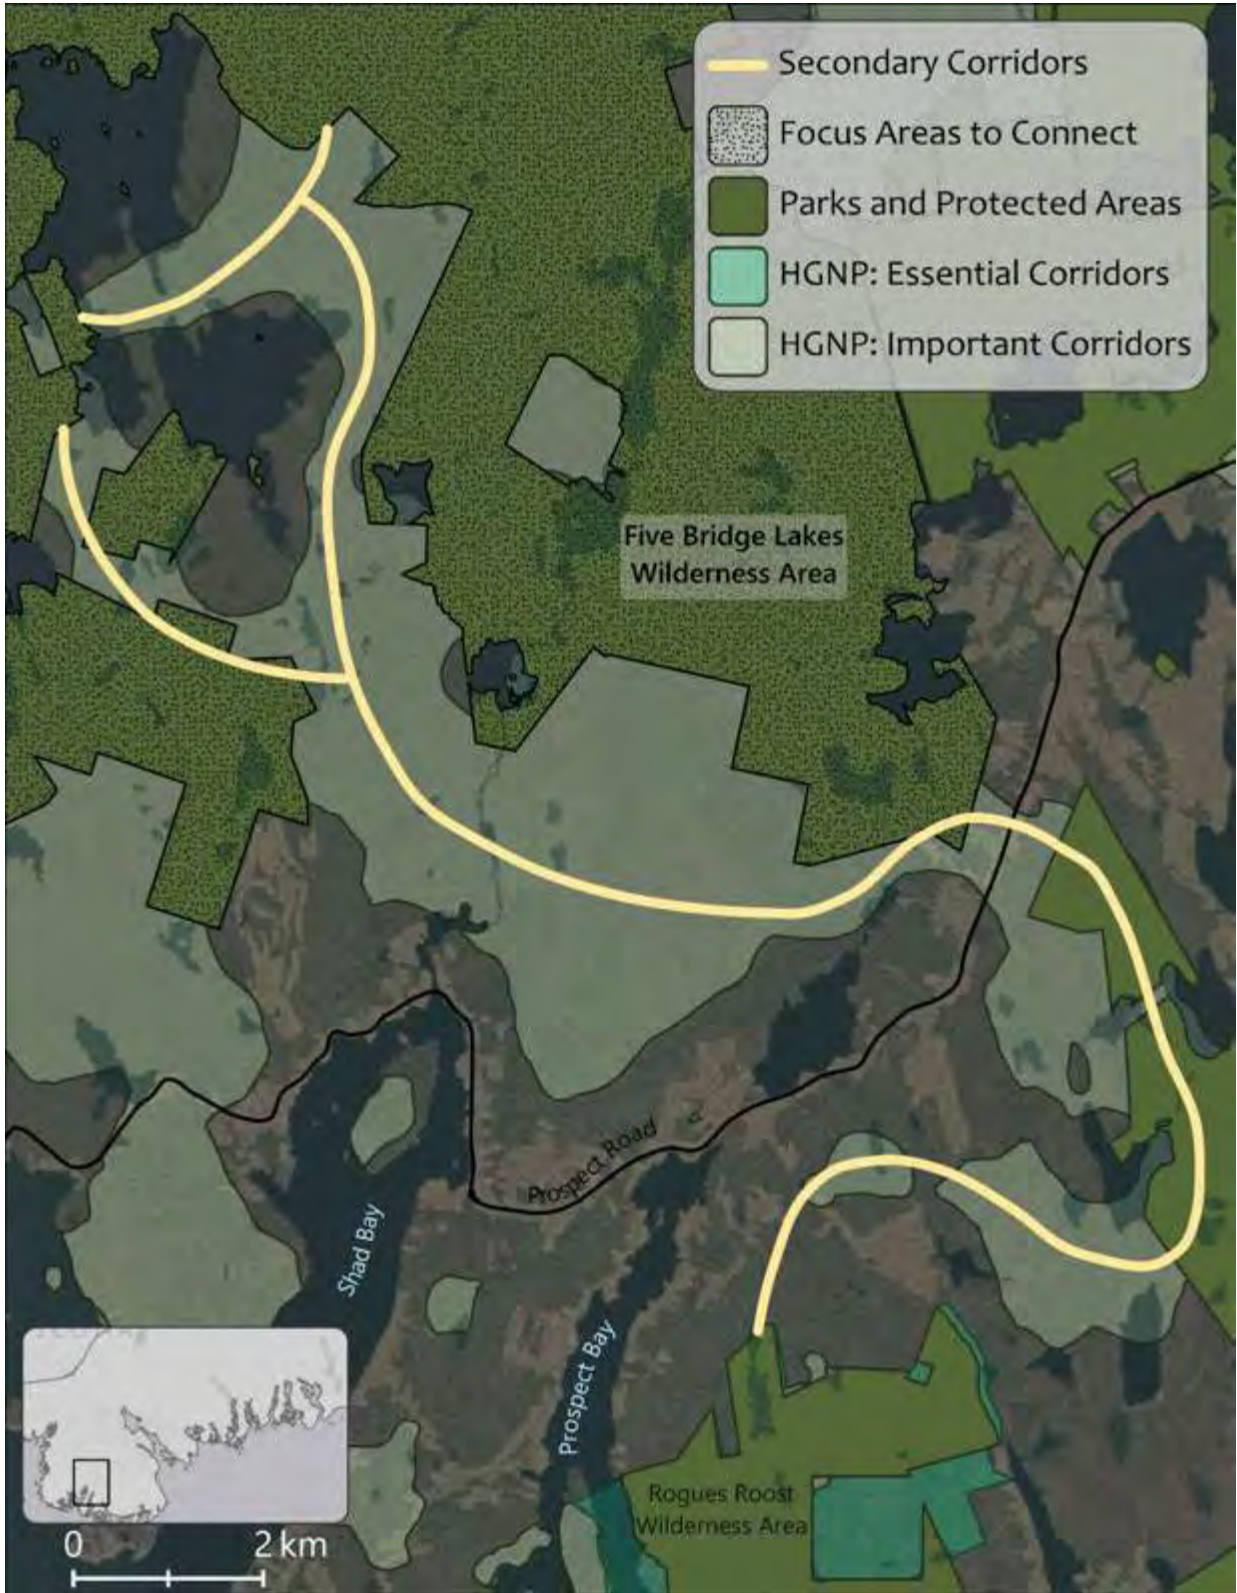 Secondary Corridors
Focus Areas to Connect
Parks and Protected Areas
HGNP: Essential Corridors
HGNP: Important Corridors
Five Bridge Lakes
Wilderness Area
Prospect Road
Shad Bay
Prospect Bay
Rogues Roost
Wilderness Area
0 2 km